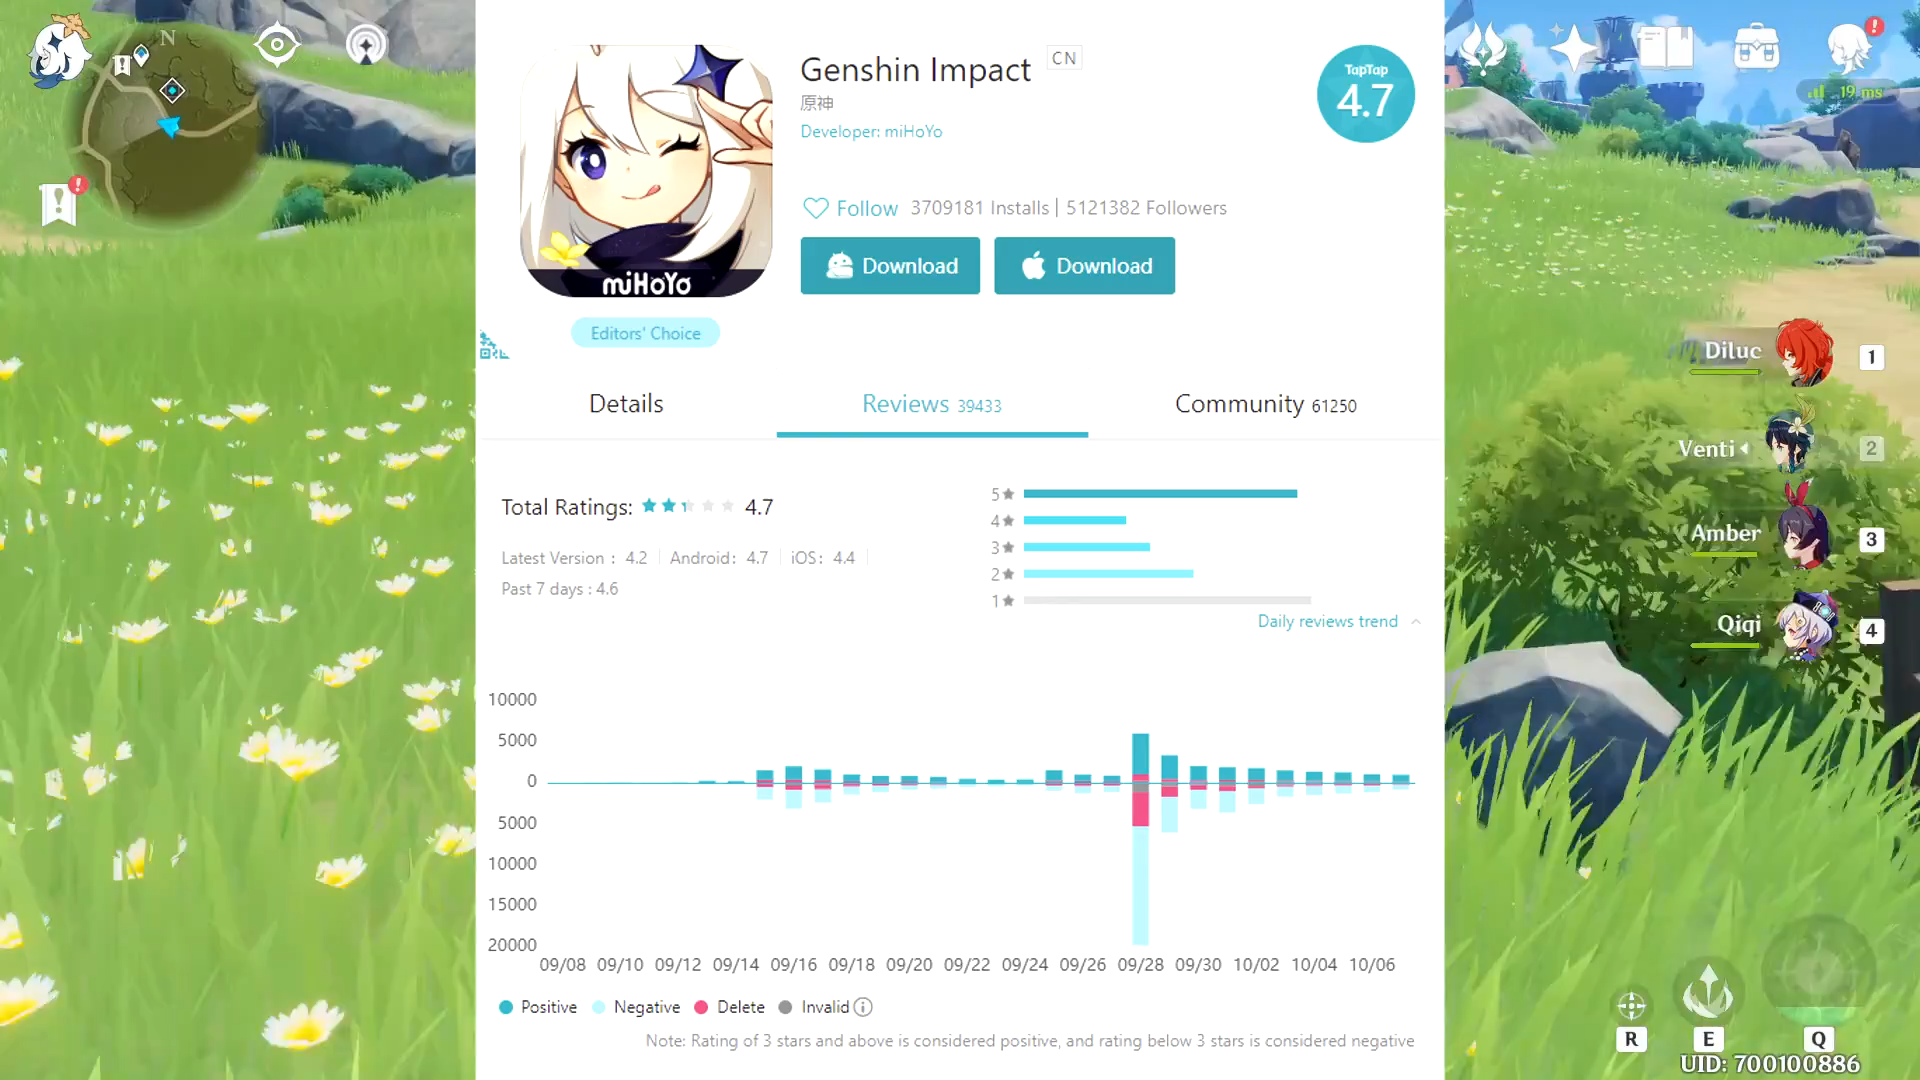 N
19 ms
Genshin Impact CN
原神
Developer: miHoYo
TapTap
4.7
Follow 3709181 Installs | 5121382 Followers
Download
Download
miHoYo
Editors' Choice
Details
Reviews 39433
Community 61250
Total Ratings: 4.7
Latest Version : 4.2 Android: 4.7 iOS: 4.4
Past 7 days : 4.6
5
4
3
2
1
Daily reviews trend
10000
5000
0
5000
10000
15000
20000
09/08 09/10 09/12 09/14 09/16 09/18 09/20 09/22 09/24 09/26 09/28 09/30 10/02 10/04 10/06
Positive Negative Delete Invalid
Note: Rating of 3 stars and above is considered positive, and rating below 3 stars is considered negative
Diluc 1
Venti 2
Amber 3
Qiqi 4
R
E
Q
UID: 700100886